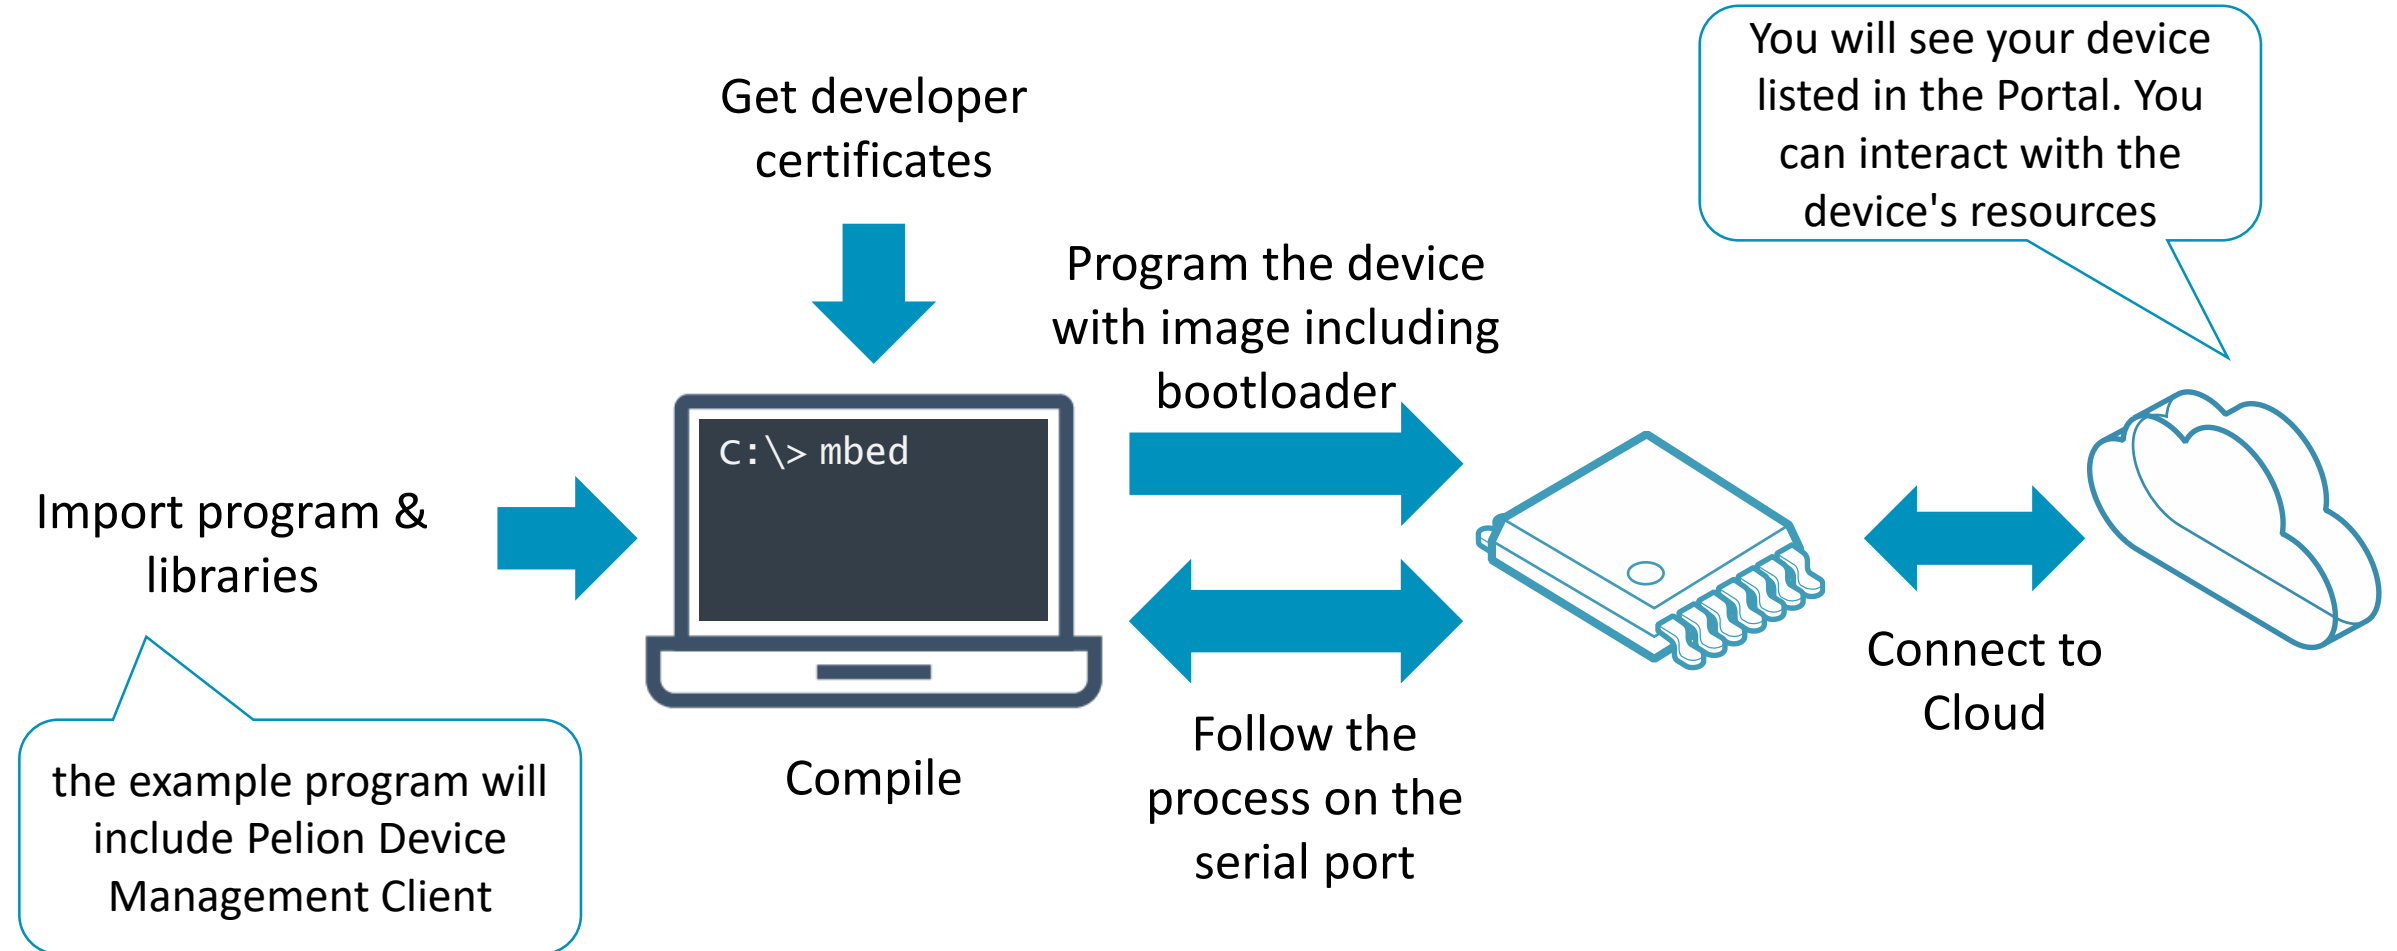 Get developer
certificates
You will see your device
listed in the Portal. You
can interact with the
device's resources
Program the device
with image including
bootloader
C:\> mbed
Import program &
libraries
Connect to
Cloud
the example program will
include Pelion Device
Management Client
Compile
Follow the
process on the
serial port